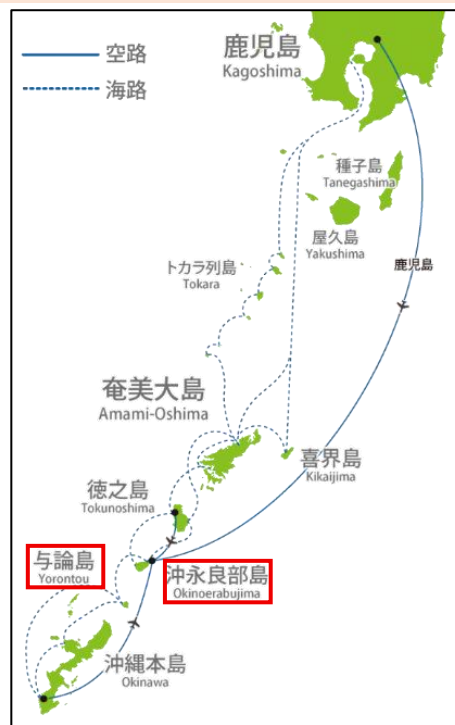 空路
海路
鹿児島
Kagoshima
種子島
Tanegashima
屋久島
Yakushima
トカラ列島
Tokara
鹿児島
奄美大島
Amami-Oshima
喜界島
Kikaijima
徳之島
Tokunoshima
与論島
Yorontou
沖永良部島
Okinoerabujima
沖縄本島
Okinawa